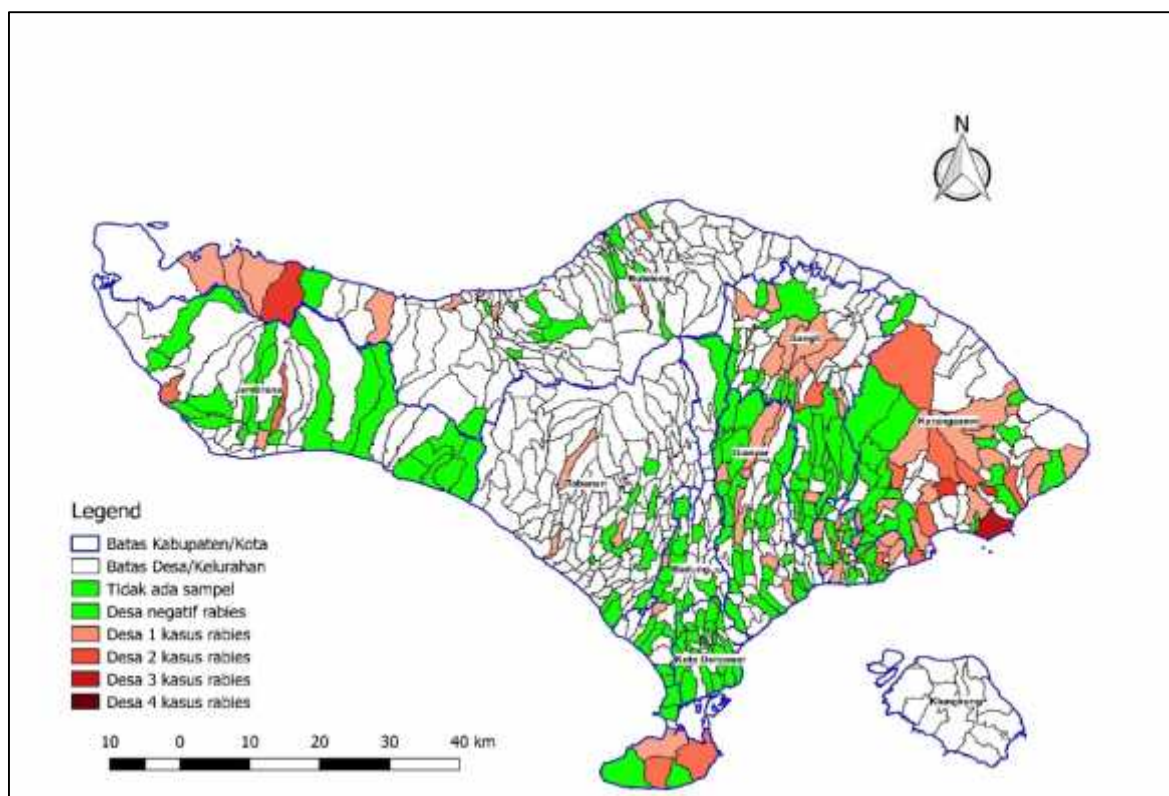 N
Buleleng
Bangli
Jembrana
Karangasem
Gianyar
Tabanan
Badung
Kota Denpasar
Klungkung
Legend
Batas Kabupaten/Kota
Batas Desa/Kelurahan
Tidak ada sampel
Desa negatif rabies
Desa 1 kasus rabies
Desa 2 kasus rabies
Desa 3 kasus rabies
Desa 4 kasus rabies
10 0 10 20 30 40 km